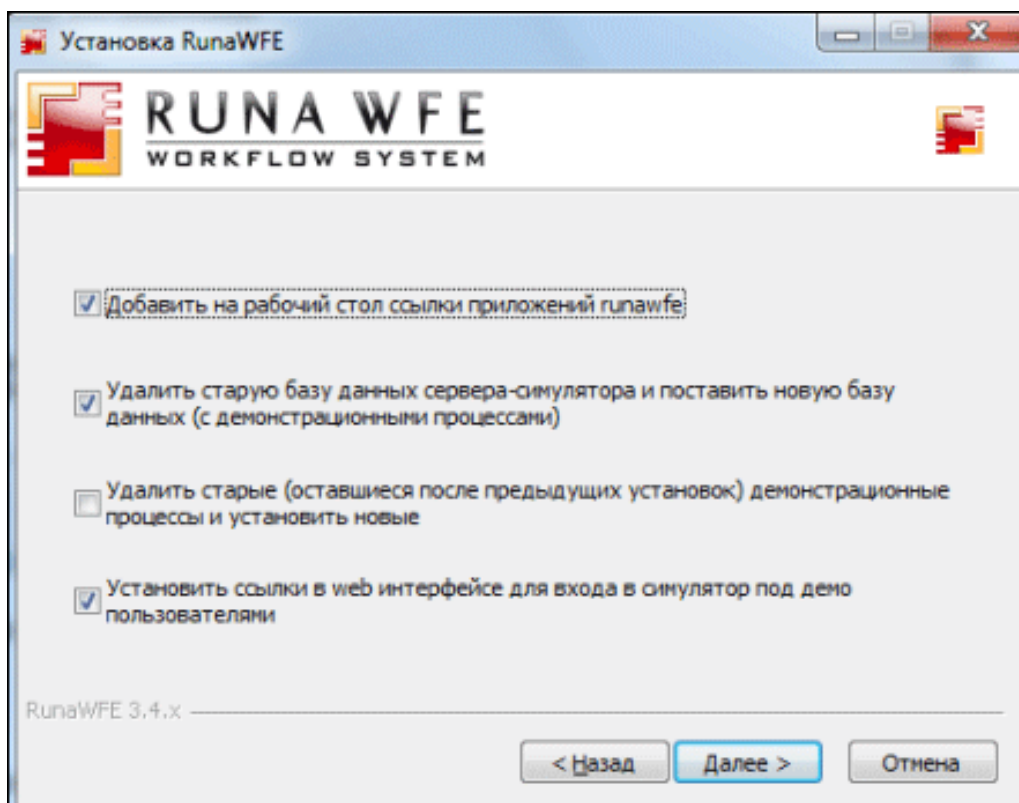 Установка RunaWFE
RUNA WFE
WORKFLOW SYSTEM
Добавить на рабочий стол ссылки приложений runawfe
Удалить старую базу данных сервера-симулятора и поставить новую базу
данных (с демонстрационными процессами)
Удалить старые (оставшиеся после предыдущих установок) демонстрационные
процессы и установить новые
Установить ссылки в web интерфейсе для входа в симулятор под демо
пользователями
RunaWFE 3.4.x
< Назад
Далее >
Отмена